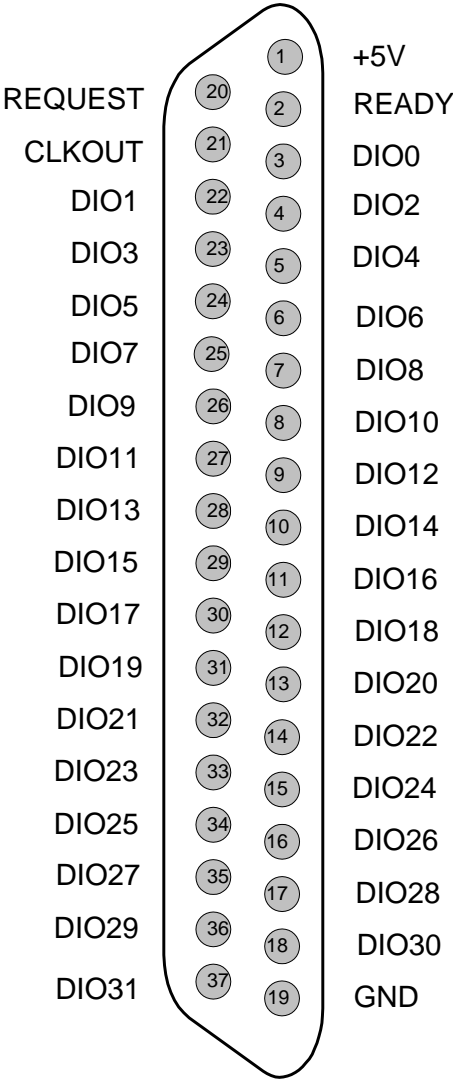 1 +5V
REQUEST 20
2 READY
CLKOUT 21
3 DIO0
DIO1 22
4 DIO2
DIO3 23
5 DIO4
DIO5 24
6 DIO6
DIO7 25
7 DIO8
DIO9 26
8 DIO10
DIO11 27
9 DIO12
DIO13 28
10 DIO14
DIO15 29
11 DIO16
DIO17 30
12 DIO18
DIO19 31
13 DIO20
DIO21 32
14 DIO22
DIO23 33
15 DIO24
DIO25 34
16 DIO26
DIO27 35
17 DIO28
DIO29 36
18 DIO30
DIO31 37
19 GND